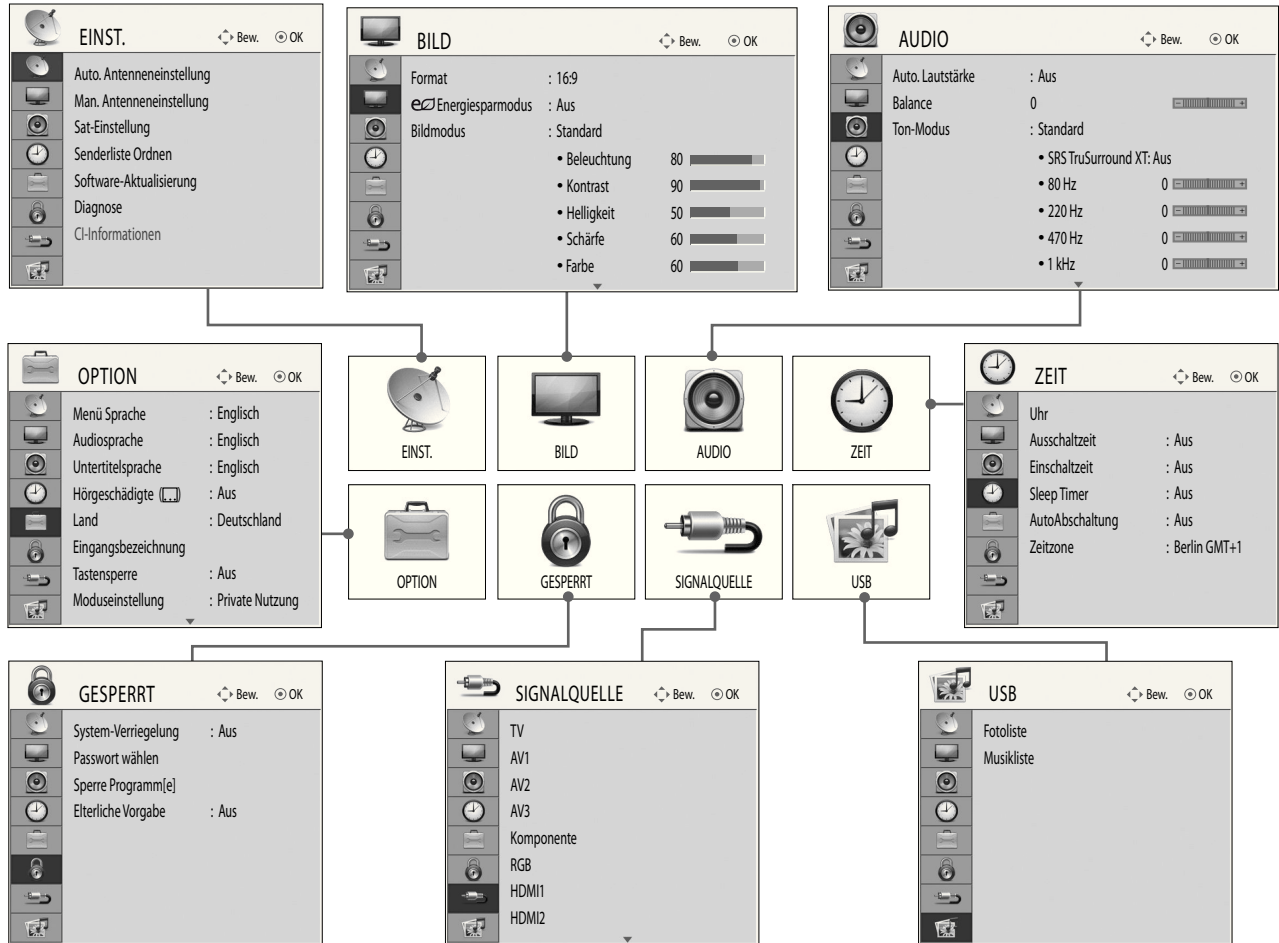 EINST. Bew. OK
Auto. Antenneneinstellung
Man. Antenneneinstellung
Sat-Einstellung
Senderliste Ordnen
Software-Aktualisierung
Diagnose
CI-Informationen
BILD Bew. OK
Format : 16:9
Energiesparmodus : Aus
Bildmodus : Standard
• Beleuchtung 80
• Kontrast 90
• Helligkeit 50
• Schärfe 60
• Farbe 60
AUDIO Bew. OK
Auto. Lautstärke : Aus
Balance 0 - +
Ton-Modus : Standard
• SRS TruSurround XT: Aus
• 80 Hz 0 - +
• 220 Hz 0 - +
• 470 Hz 0 - +
• 1 kHz 0 - +
OPTION Bew. OK
Menü Sprache : Englisch
Audiosprache : Englisch
Untertitelsprache : Englisch
Hörgeschädigte ( ) : Aus
Land : Deutschland
Eingangsbezeichnung
Tastensperre : Aus
Moduseinstellung : Private Nutzung
EINST.
BILD
AUDIO
ZEIT
OPTION
GESPERRT
SIGNALQUELLE
USB
ZEIT Bew. OK
Uhr
Ausschaltzeit : Aus
Einschaltzeit : Aus
Sleep Timer : Aus
AutoAbschaltung : Aus
Zeitzone : Berlin GMT+1
GESPERRT Bew. OK
System-Verriegelung : Aus
Passwort wählen
Sperre Programm[e]
Elterliche Vorgabe : Aus
SIGNALQUELLE Bew. OK
TV
AV1
AV2
AV3
Komponente
RGB
HDMI1
HDMI2
USB Bew. OK
Fotoliste
Musikliste